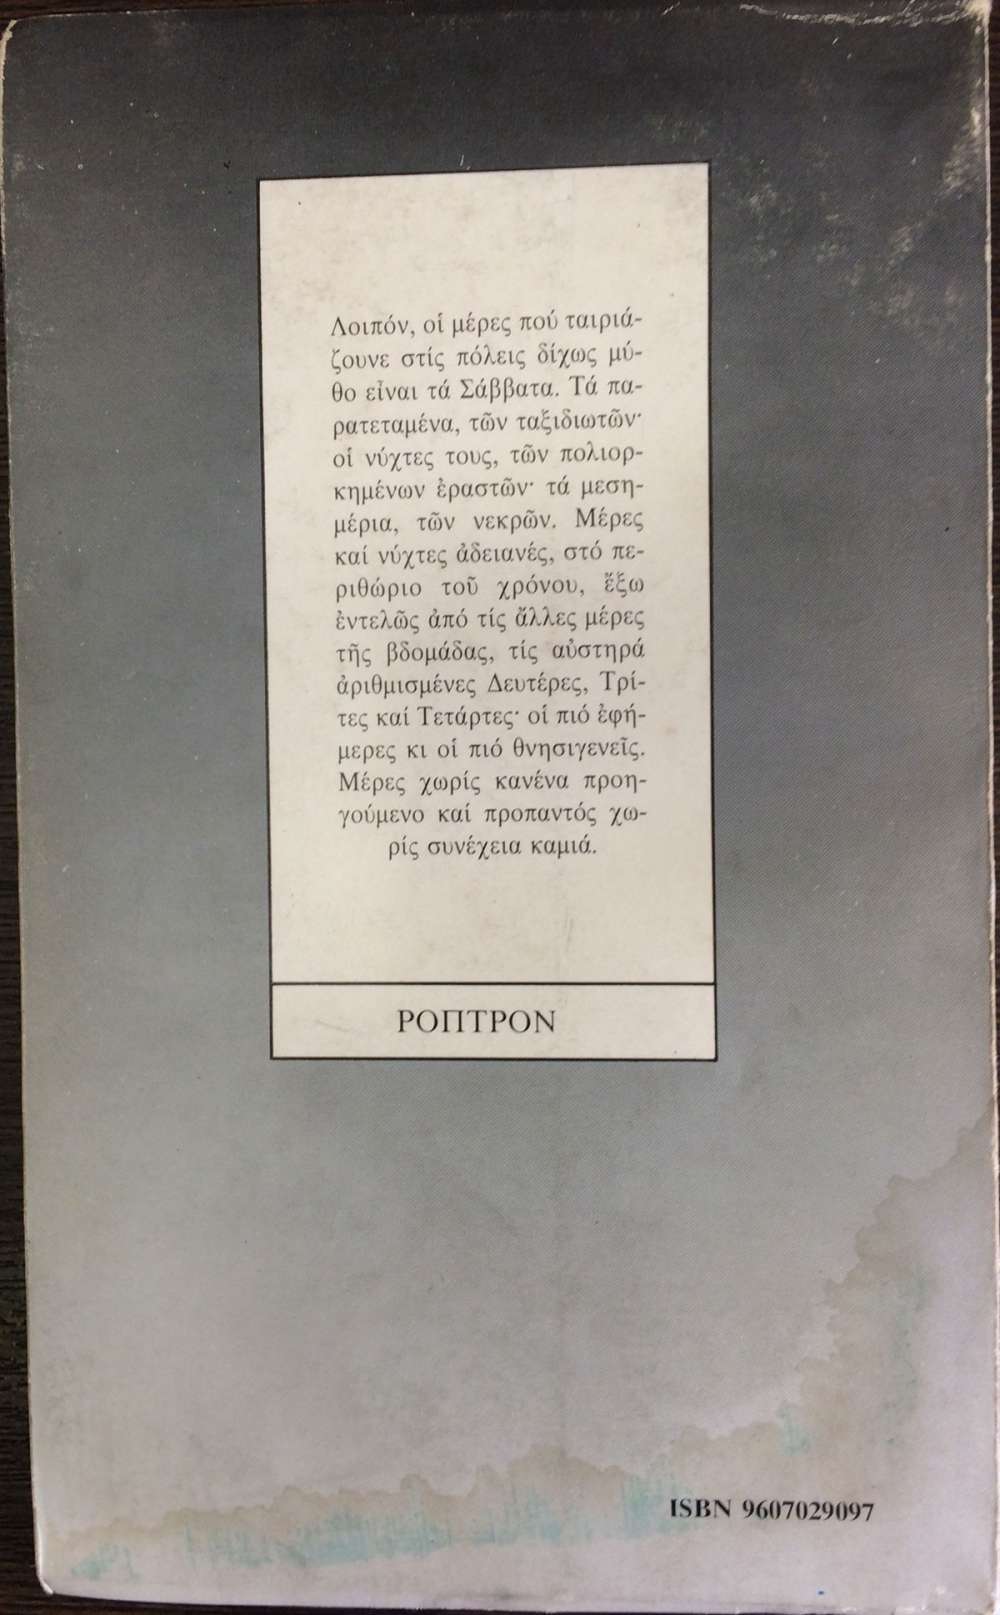 Λοιπόν, οἱ μέρες πού ταιριά-
ζουνε στίς πόλεις δίχως μύ-
θο εἶναι τά Σάββατα. Τά πα-
ρατεταμένα, τῶν ταξιδιωτῶν·
οἱ νύχτες τους, τῶν πολιορ-
κημένων ἐραστῶν· τά μεση-
μέρια, τῶν νεκρῶν. Μέρες
καί νύχτες ἀδειανές, στό πε-
ριθώριο τοῦ χρόνου, ἔξω
ἐντελῶς ἀπό τίς ἄλλες μέρες
τῆς βδομάδας, τίς αὐστηρά
ἀριθμισμένες Δευτέρες, Τρί-
τες καί Τετάρτες· οἱ πιό ἐφή-
μερες κι οἱ πιό θνησιγενεῖς.
Μέρες χωρίς κανένα προη-
γούμενο καί προπαντός χω-
ρίς συνέχεια καμιά.
ΡΟΠΤΡΟΝ
ISBN 9607029097